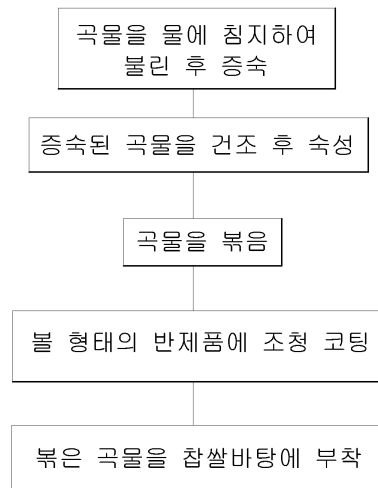 곡물을 물에 침지하여
불린 후 증숙
증숙된 곡물을 건조 후 숙성
곡물을 볶음
볼 형태의 반제품에 조청 코팅
볶은 곡물을 찹쌀바탕에 부착